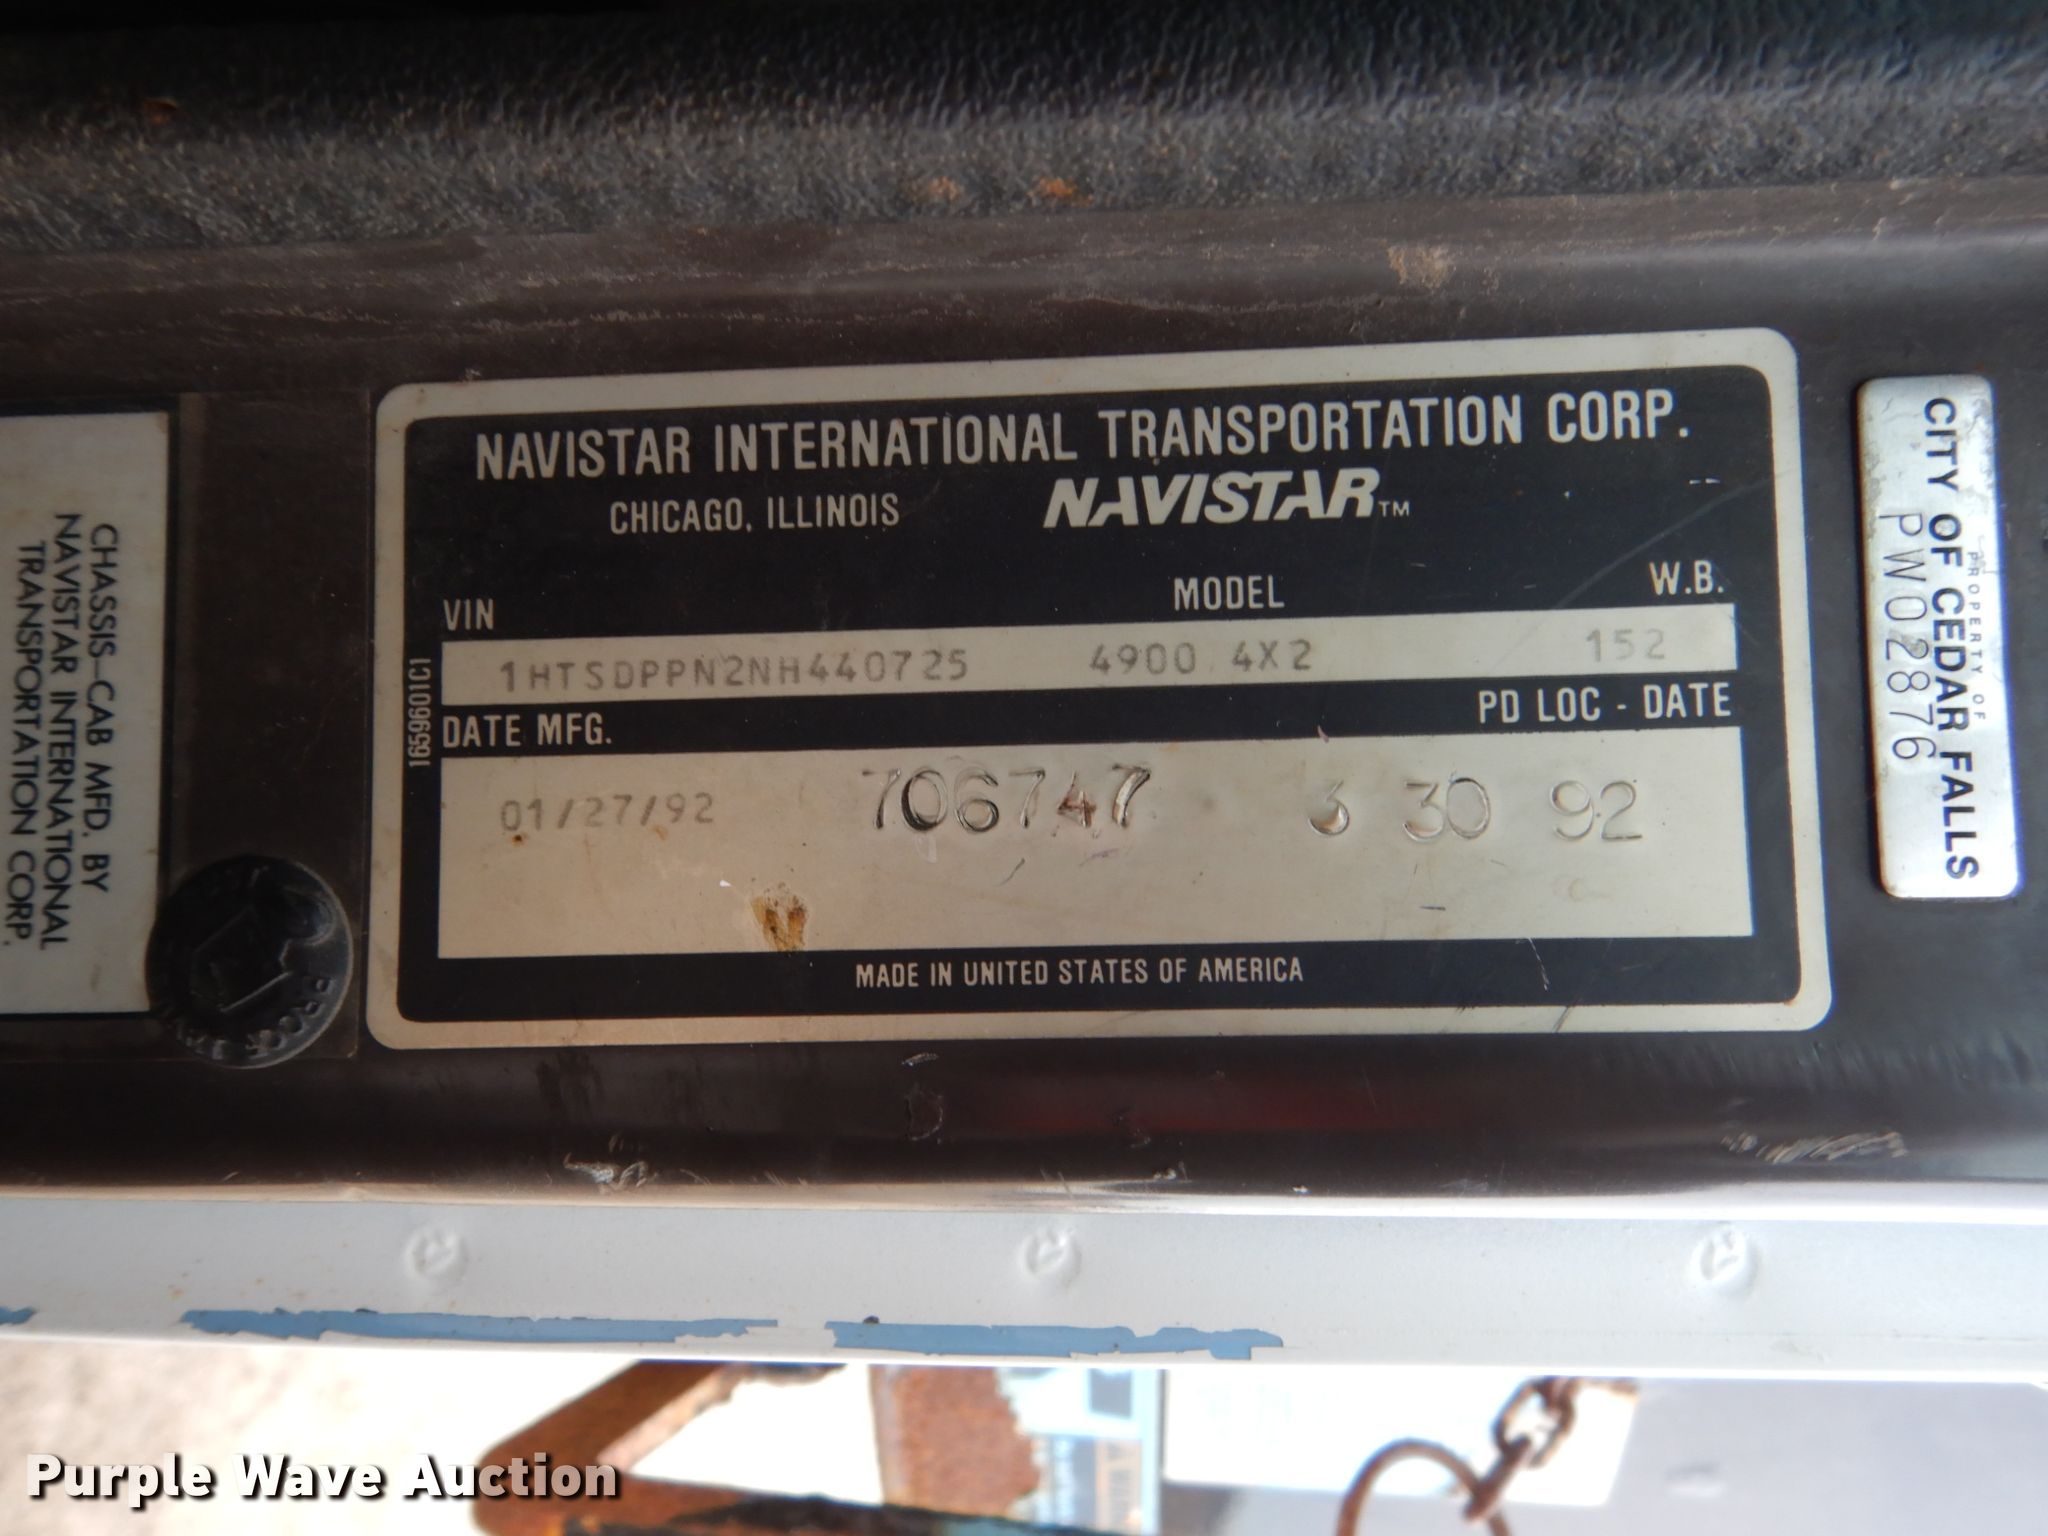 NAVISTAR INTERNATIONAL TRANSPORTATION CORP.
CHICAGO, ILLINOIS NAVISTAR™
VIN MODEL W.B.
1HTSDPPN2NH440725 4900 4X2 152
DATE MFG. PD LOC - DATE
01/27/92 706747 3 30 92
MADE IN UNITED STATES OF AMERICA
1659601C1
CHASSIS-CAB MFD. BY
NAVISTAR INTERNATIONAL
TRANSPORTATION CORP.
PROPERTY OF
CITY OF CEDAR FALLS
PW02876
Purple Wave Auction